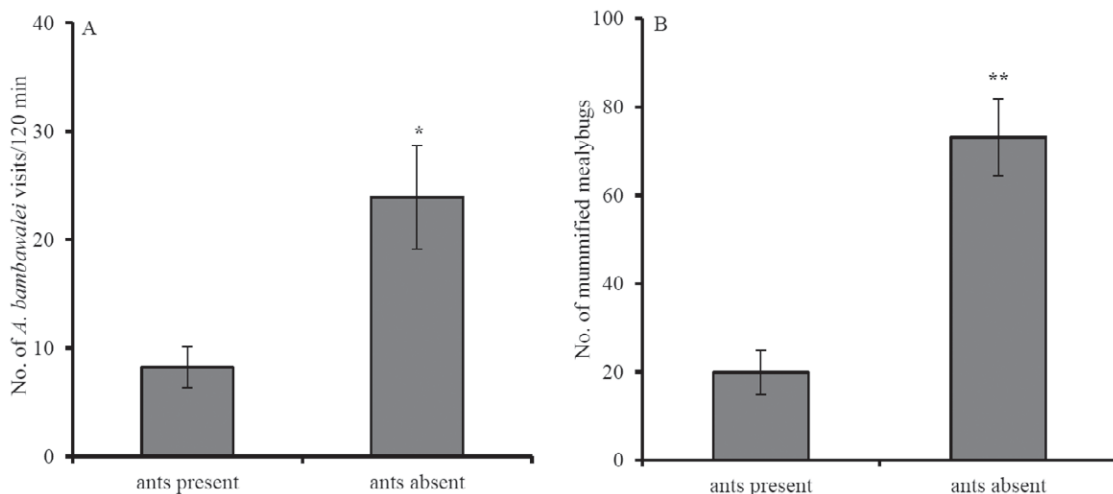 A
No. of A. bambawalei visits/120 min
40
30
20
10
0
*
ants present
ants absent
B
No. of mummified mealybugs
100
80
60
40
20
0
**
ants present
ants absent